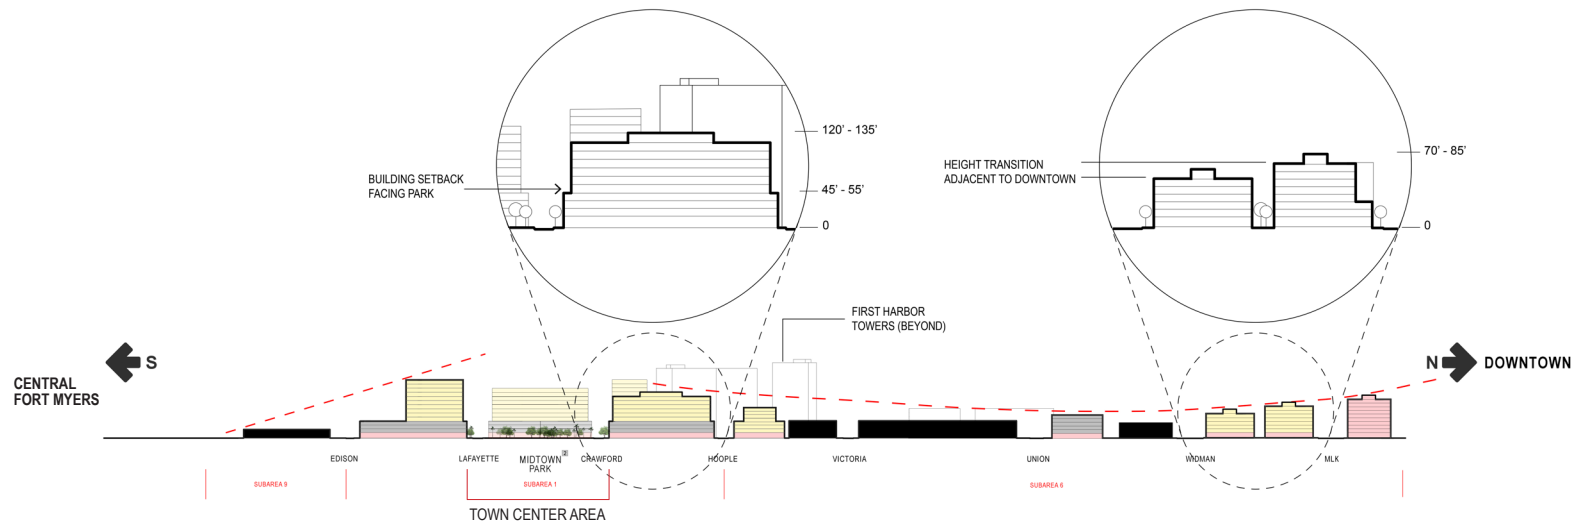 120' - 135'
BUILDING SETBACK
FACING PARK
45' - 55'
0
HEIGHT TRANSITION
ADJACENT TO DOWNTOWN
70' - 85'
0
FIRST HARBOR
TOWERS (BEYOND)
S
CENTRAL
FORT MYERS
N
DOWNTOWN
EDISON
LAFAYETTE
MIDTOWN
PARK
[2]
CRAWFORD
HOOPLE
VICTORIA
UNION
WIDMAN
MLK
SUBAREA 9
SUBAREA 1
SUBAREA 6
TOWN CENTER AREA